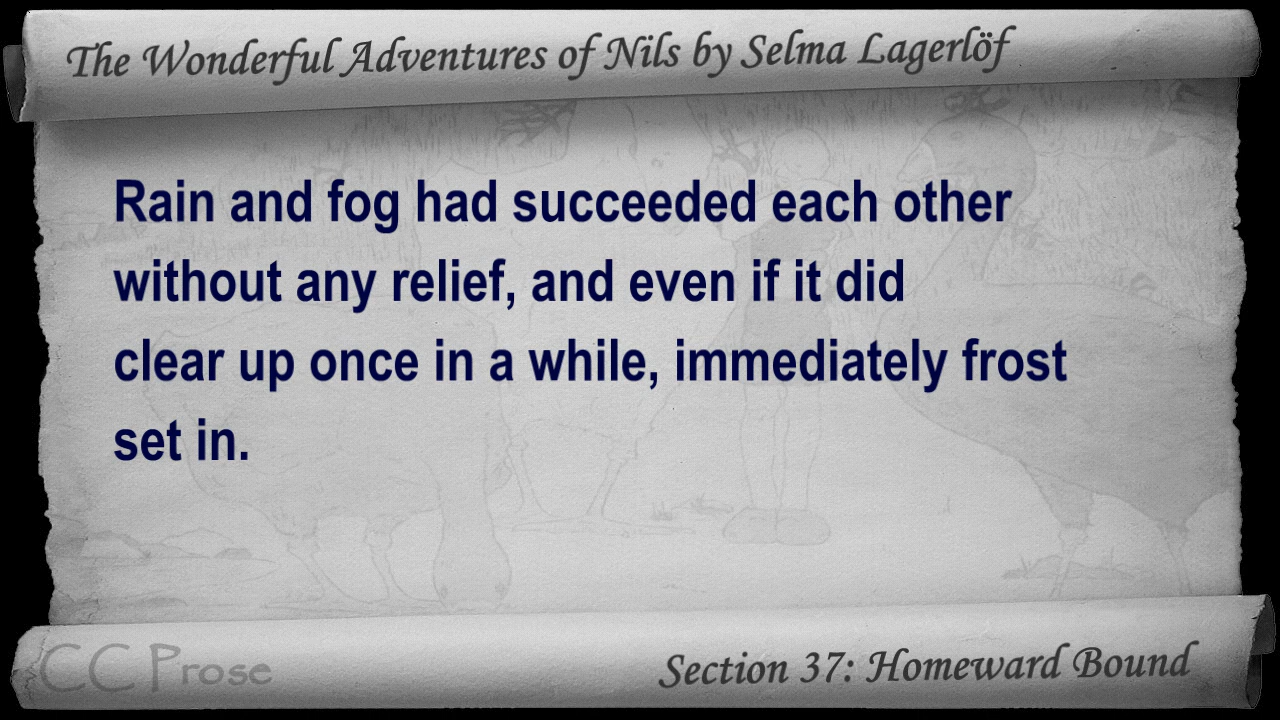 The Wonderful Adventures of Nils by Selma Lagerlöf
Rain and fog had succeeded each other
without any relief, and even if it did
clear up once in a while, immediately frost
set in.
CC Prose
Section 37: Homeward Bound